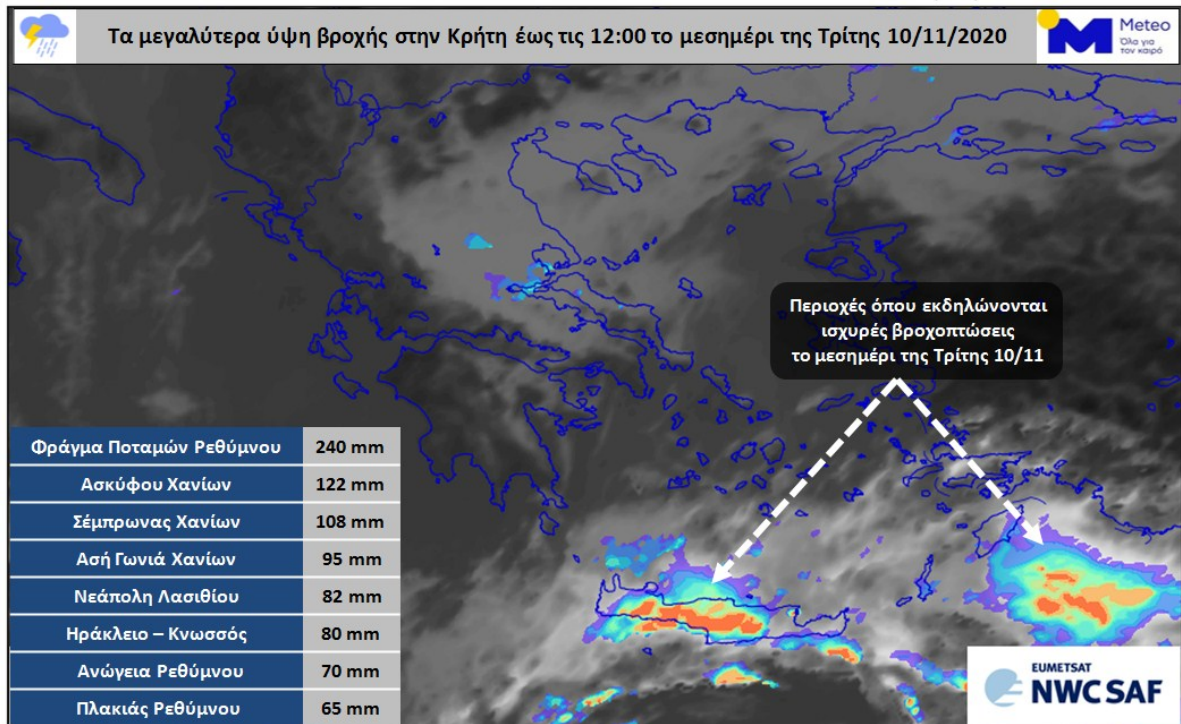 Τα μεγαλύτερα ύψη βροχής στην Κρήτη έως τις 12:00 το μεσημέρι της Τρίτης 10/11/2020
Meteo
Όλα για
τον καιρό
Περιοχές όπου εκδηλώνονται
ισχυρές βροχοπτώσεις
το μεσημέρι της Τρίτης 10/11
Φράγμα Ποταμών Ρεθύμνου 240 mm
Ασκύφου Χανίων 122 mm
Σέμπρωνας Χανίων 108 mm
Ασή Γωνιά Χανίων 95 mm
Νεάπολη Λασιθίου 82 mm
Ηράκλειο – Κνωσσός 80 mm
Ανώγεια Ρεθύμνου 70 mm
Πλακιάς Ρεθύμνου 65 mm
EUMETSAT
NWC SAF